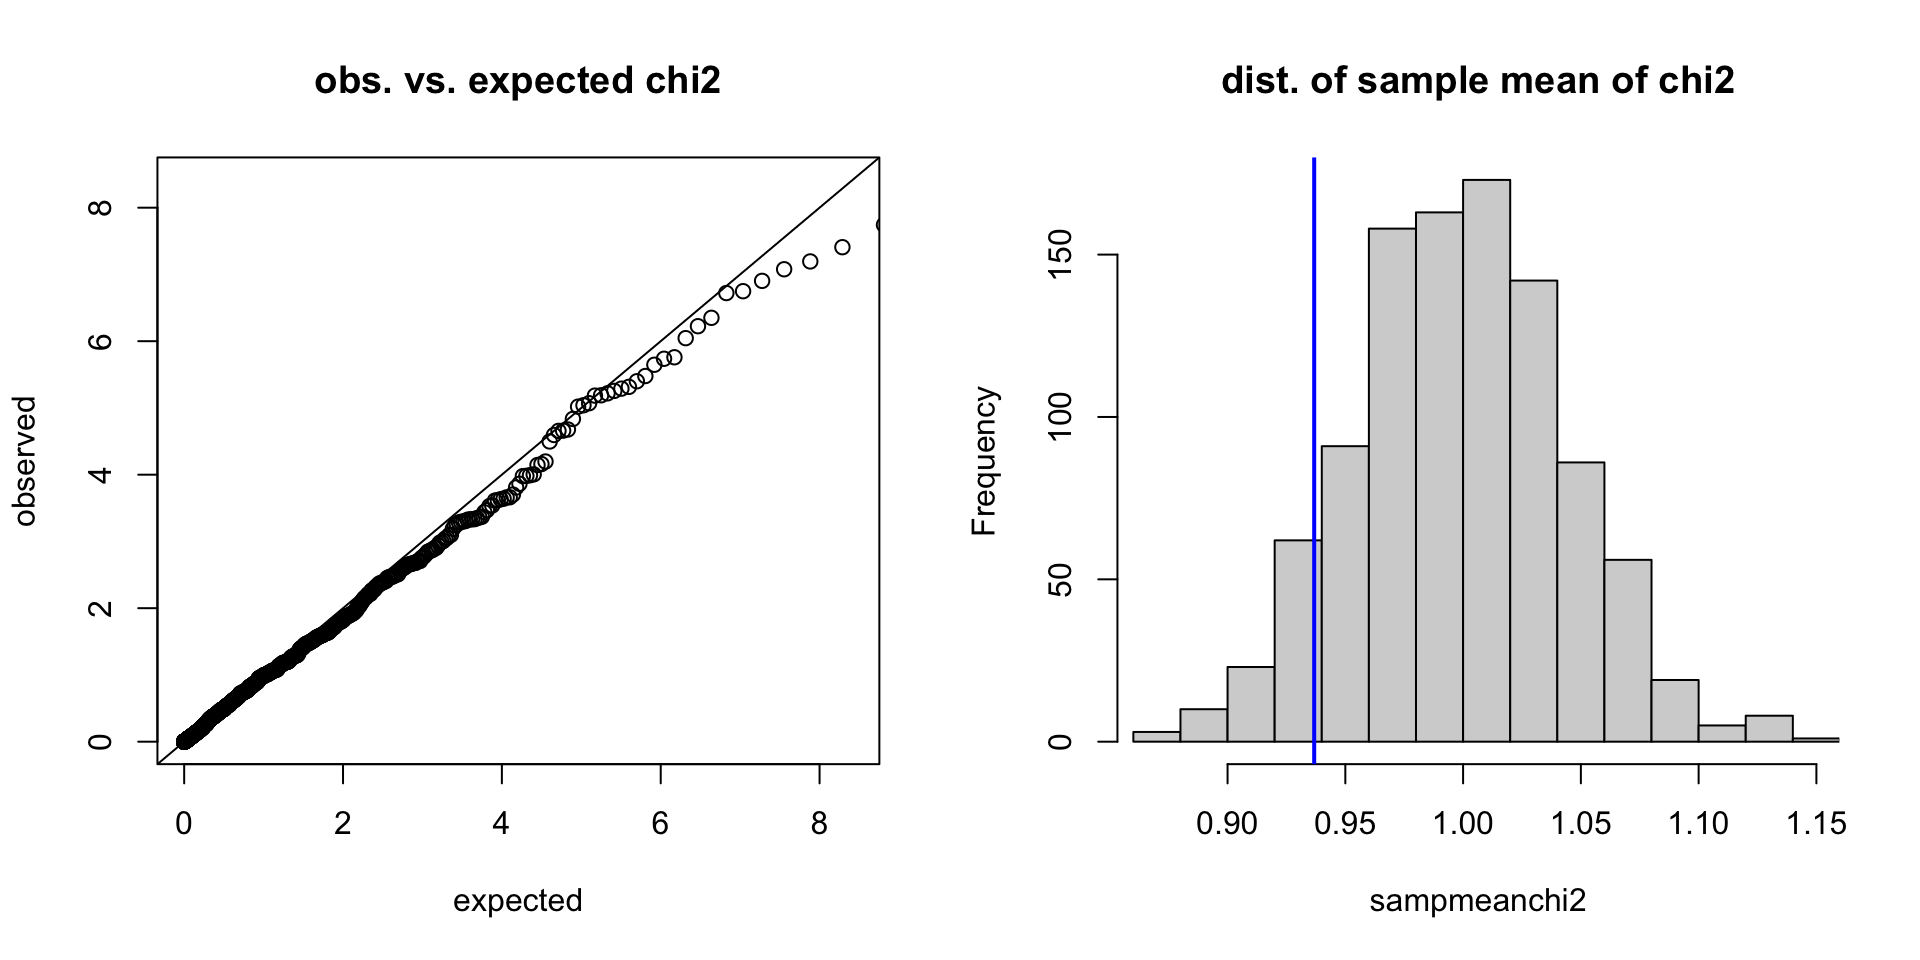 obs. vs. expected chi2
observed
8
6
4
2
0
0 2 4 6 8
expected
dist. of sample mean of chi2
Frequency
150
100
50
0
0.90 0.95 1.00 1.05 1.10 1.15
sampmeanchi2